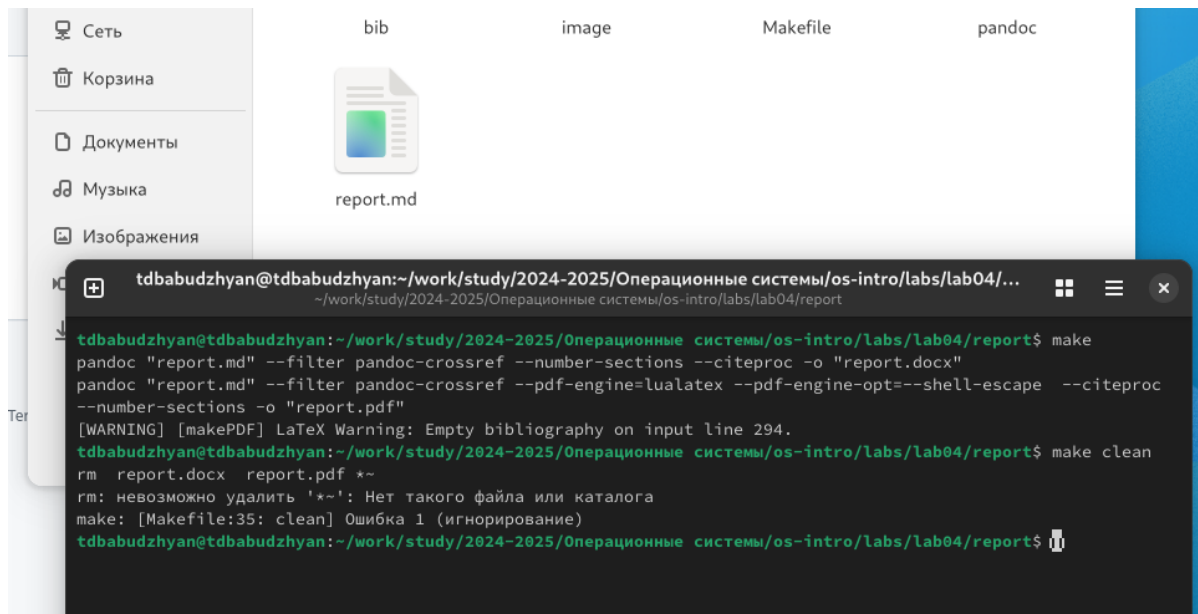 Сеть
bib
image
Makefile
pandoc
Корзина
Документы
Музыка
report.md
Изображения
tdbabudzhyan@tdbabudzhyan:~/work/study/2024-2025/Операционные системы/os-intro/labs/lab04/...
~/work/study/2024-2025/Операционные системы/os-intro/labs/lab04/report
tdbabudzhyan@tdbabudzhyan:~/work/study/2024-2025/Операционные системы/os-intro/labs/lab04/report$ make
pandoc "report.md" --filter pandoc-crossref --number-sections --citeproc -o "report.docx"
pandoc "report.md" --filter pandoc-crossref --pdf-engine=lualatex --pdf-engine-opt=--shell-escape  --citeproc
--number-sections -o "report.pdf"
Ter
[WARNING] [makePDF] LaTeX Warning: Empty bibliography on input line 294.
tdbabudzhyan@tdbabudzhyan:~/work/study/2024-2025/Операционные системы/os-intro/labs/lab04/report$ make clean
rm  report.docx  report.pdf *~
rm: невозможно удалить '*~': Нет такого файла или каталога
make: [Makefile:35: clean] Ошибка 1 (игнорирование)
tdbabudzhyan@tdbabudzhyan:~/work/study/2024-2025/Операционные системы/os-intro/labs/lab04/report$